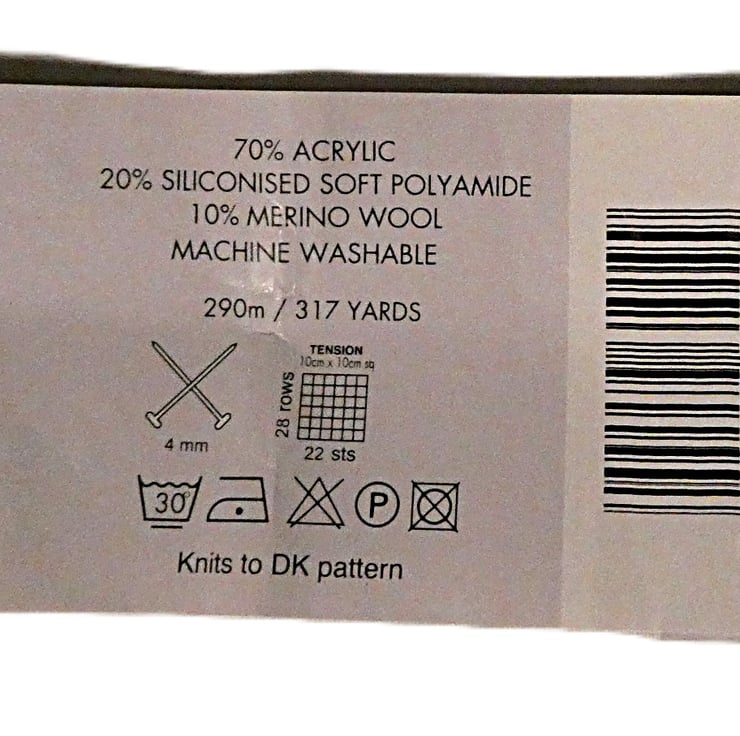 70% ACRYLIC
20% SILICONISED SOFT POLYAMIDE
10% MERINO WOOL
MACHINE WASHABLE
290m / 317 YARDS
TENSION
10cm x 10cm sq
28 rows
4 mm
22 sts
30°
P
Knits to DK pattern